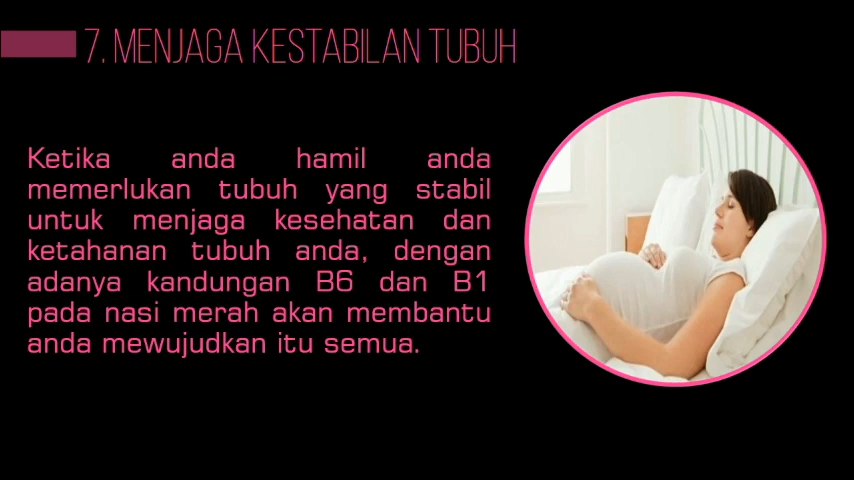 7. MENJAGA KESTABILAN TUBUH
Ketika anda hamil anda
memerlukan tubuh yang stabil
untuk menjaga kesehatan dan
ketahanan tubuh anda, dengan
adanya kandungan B6 dan B1
pada nasi merah akan membantu
anda mewujudkan itu semua.